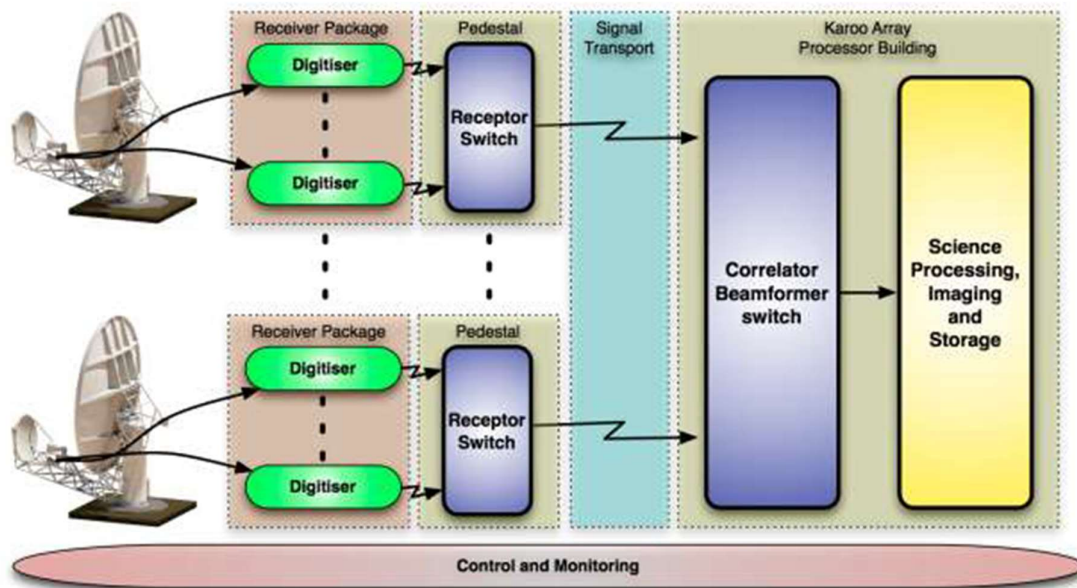 Receiver Package
Pedestal
Signal
Transport
Karoo Array
Processor Building
Digitiser
Digitiser
Receptor
Switch
Correlator
Beamformer
switch
Science
Processing,
Imaging
and
Storage
Receiver Package
Pedestal
Digitiser
Digitiser
Receptor
Switch
Control and Monitoring